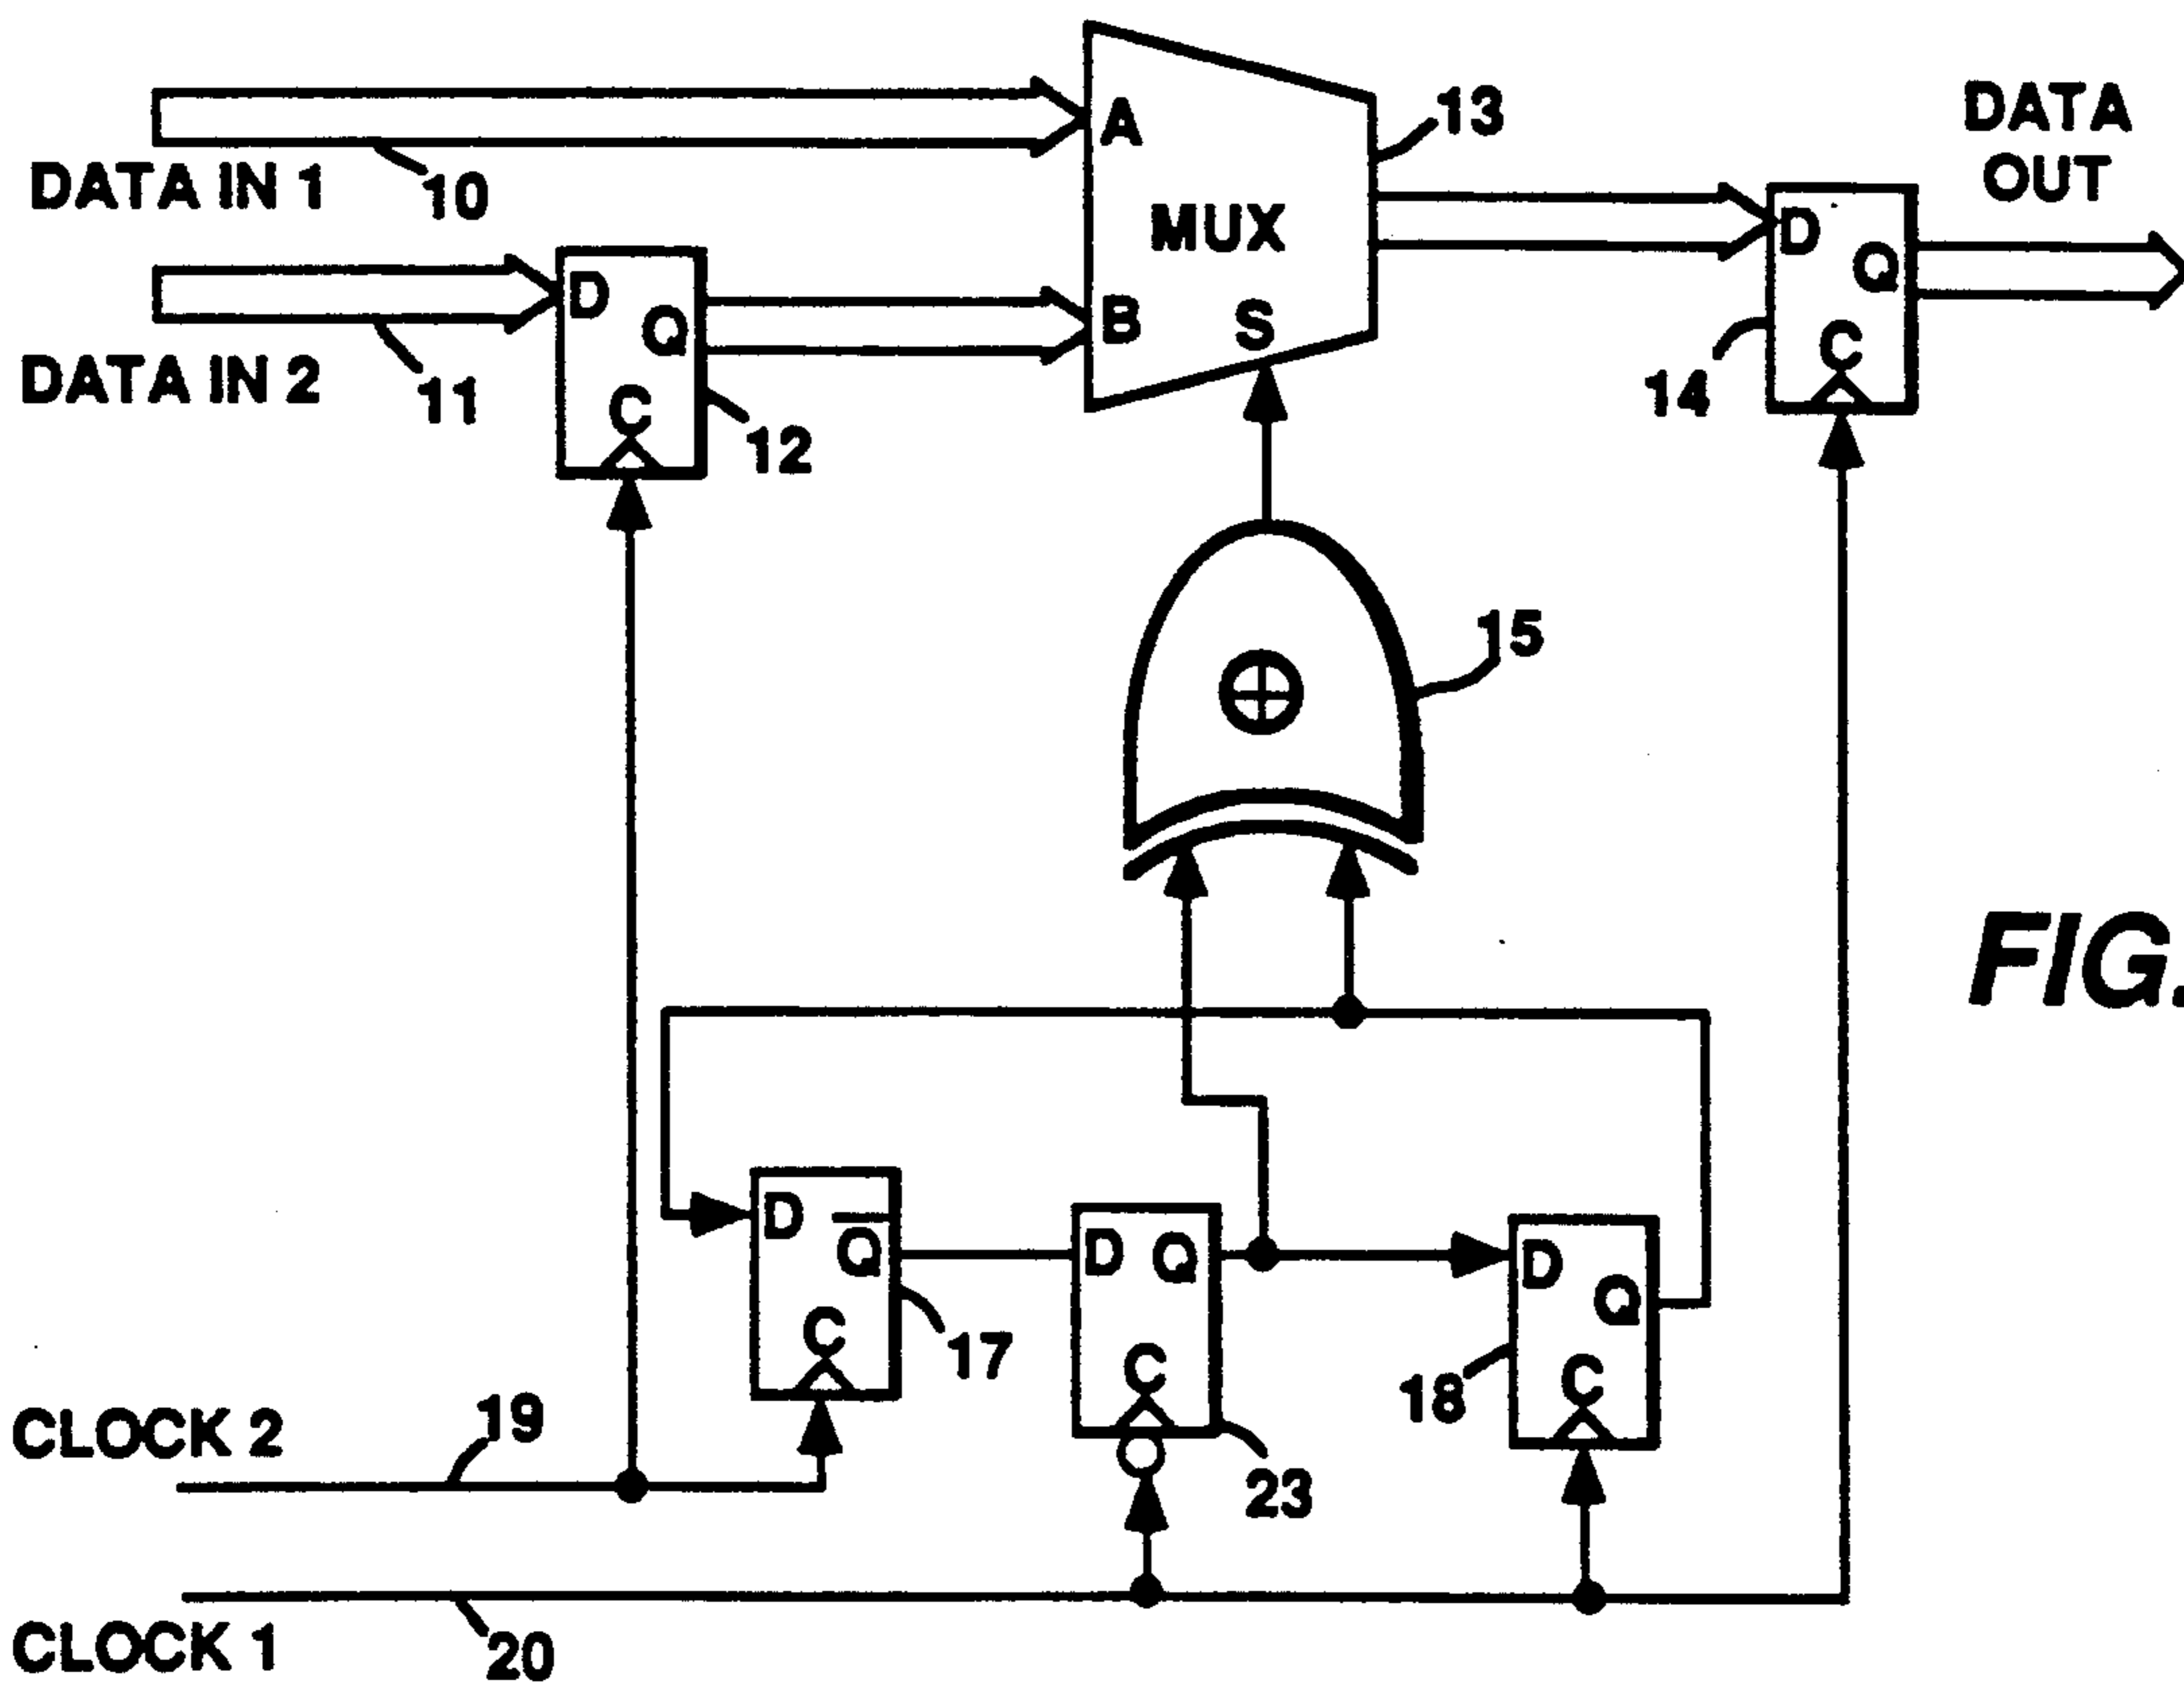 DATA IN 1
10
A
13
DATA
OUT
MUX
DATA IN 2
11
D
Q
C
12
B
S
D
Q
C
14
15
FIG.
D
Q
C
17
D
Q
C
23
D
Q
C
18
CLOCK 2
19
CLOCK 1
20